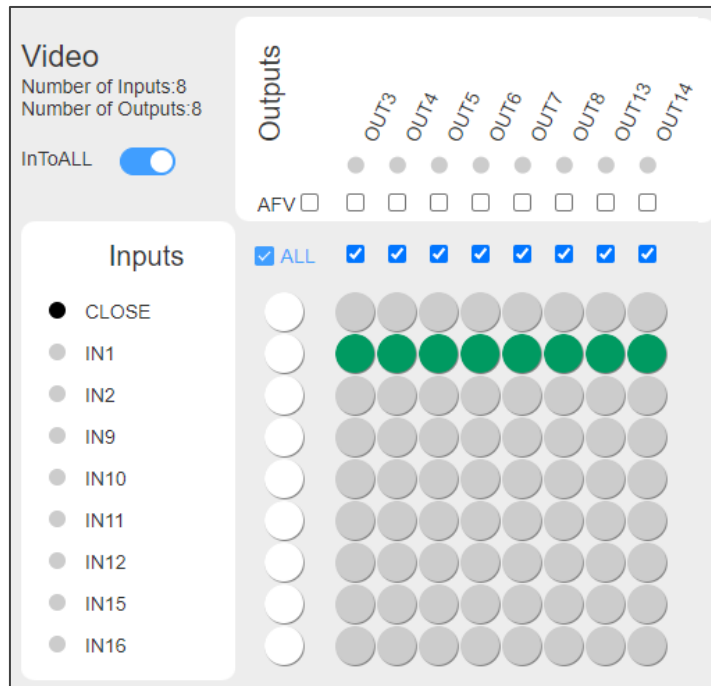 Video
Number of Inputs:8
Number of Outputs:8
InToALL
Outputs
OUT3
OUT4
OUT5
OUT6
OUT7
OUT8
OUT13
OUT14
AFV
Inputs
ALL
CLOSE
IN1
IN2
IN9
IN10
IN11
IN12
IN15
IN16